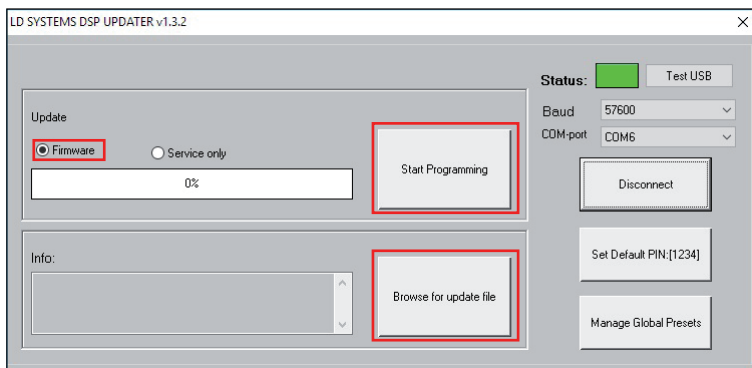 LD SYSTEMS DSP UPDATER v1.3.2
Status:
Test USB
Update
Baud
57600
Firmware
Service only
COM-port
COM6
0%
Start Programming
Disconnect
Info:
Set Default PIN:[1234]
Browse for update file
Manage Global Presets